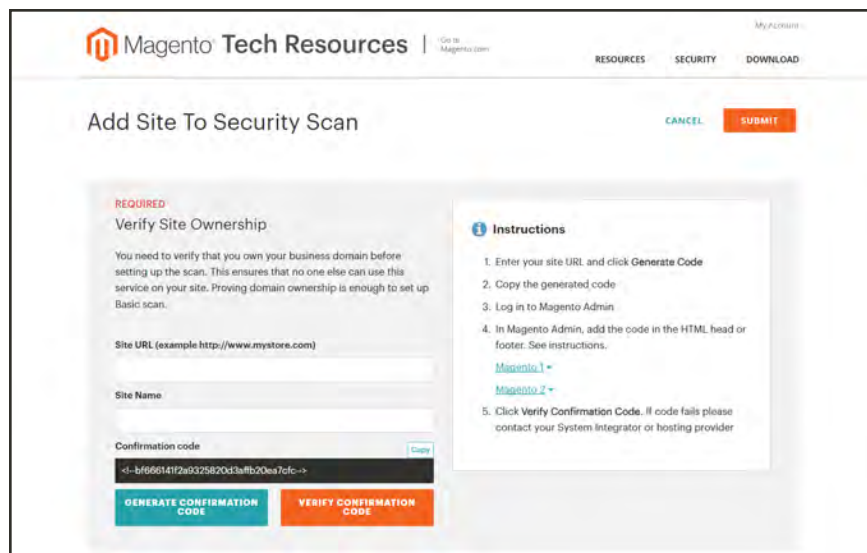 My Account
Magento® Tech Resources
Go to
Magento.com
RESOURCES SECURITY DOWNLOAD
Add Site To Security Scan
CANCEL SUBMIT
REQUIRED
Verify Site Ownership
You need to verify that you own your business domain before
setting up the scan. This ensures that no one else can use this
service on your site. Proving domain ownership is enough to set up
Basic scan.
Site URL (example http://www.mystore.com)
Site Name
Confirmation code
Copy
<!--bf666141f2a9325820d3affb20ea7cfc-->
GENERATE CONFIRMATION
CODE
VERIFY CONFIRMATION
CODE
Instructions
1. Enter your site URL and click Generate Code
2. Copy the generated code
3. Log in to Magento Admin
4. In Magento Admin, add the code in the HTML head or
footer. See instructions.
Magento 1
Magento 2
5. Click Verify Confirmation Code. If code fails please
contact your System Integrator or hosting provider